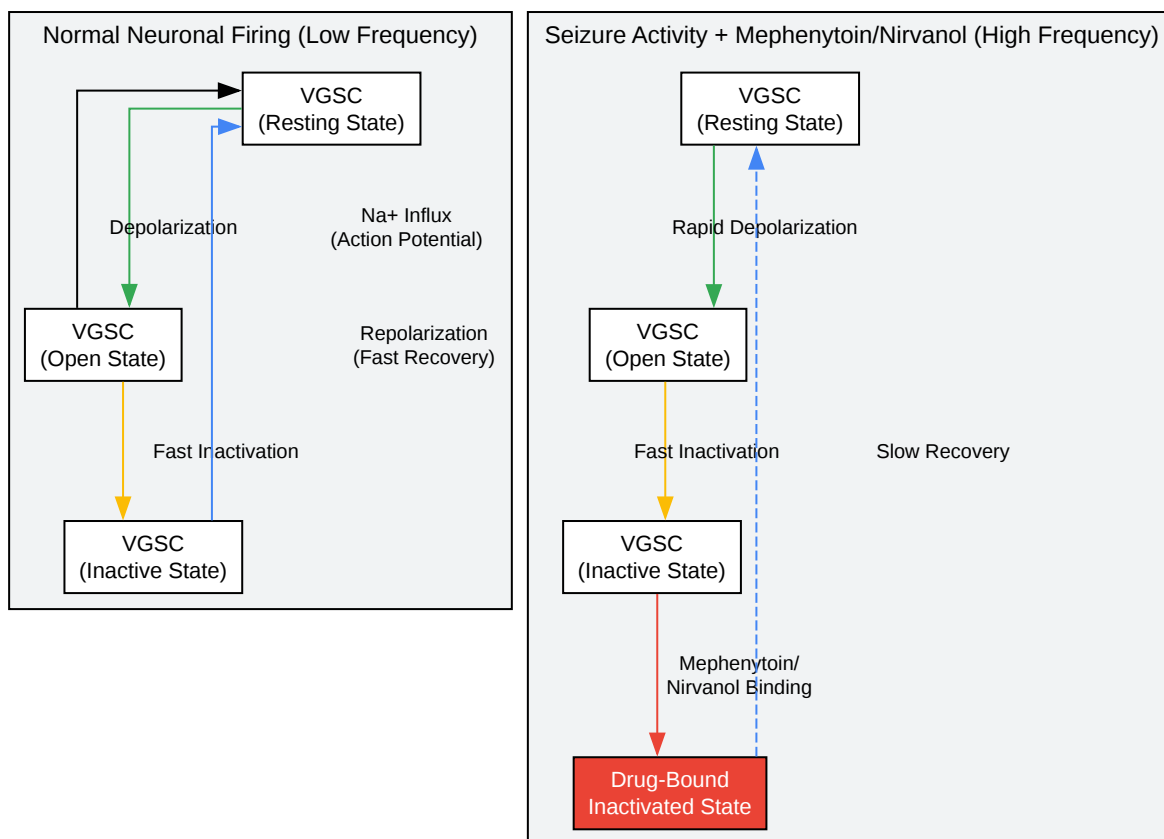 Normal Neuronal Firing (Low Frequency)
VGSC
(Resting State)
Depolarization
Na+ Influx
(Action Potential)
VGSC
(Open State)
Repolarization
(Fast Recovery)
Fast Inactivation
VGSC
(Inactive State)
Seizure Activity + Mephenytoin/Nirvanol (High Frequency)
VGSC
(Resting State)
Rapid Depolarization
VGSC
(Open State)
Fast Inactivation
Slow Recovery
VGSC
(Inactive State)
Mephenytoin/
Nirvanol Binding
Drug-Bound
Inactivated State